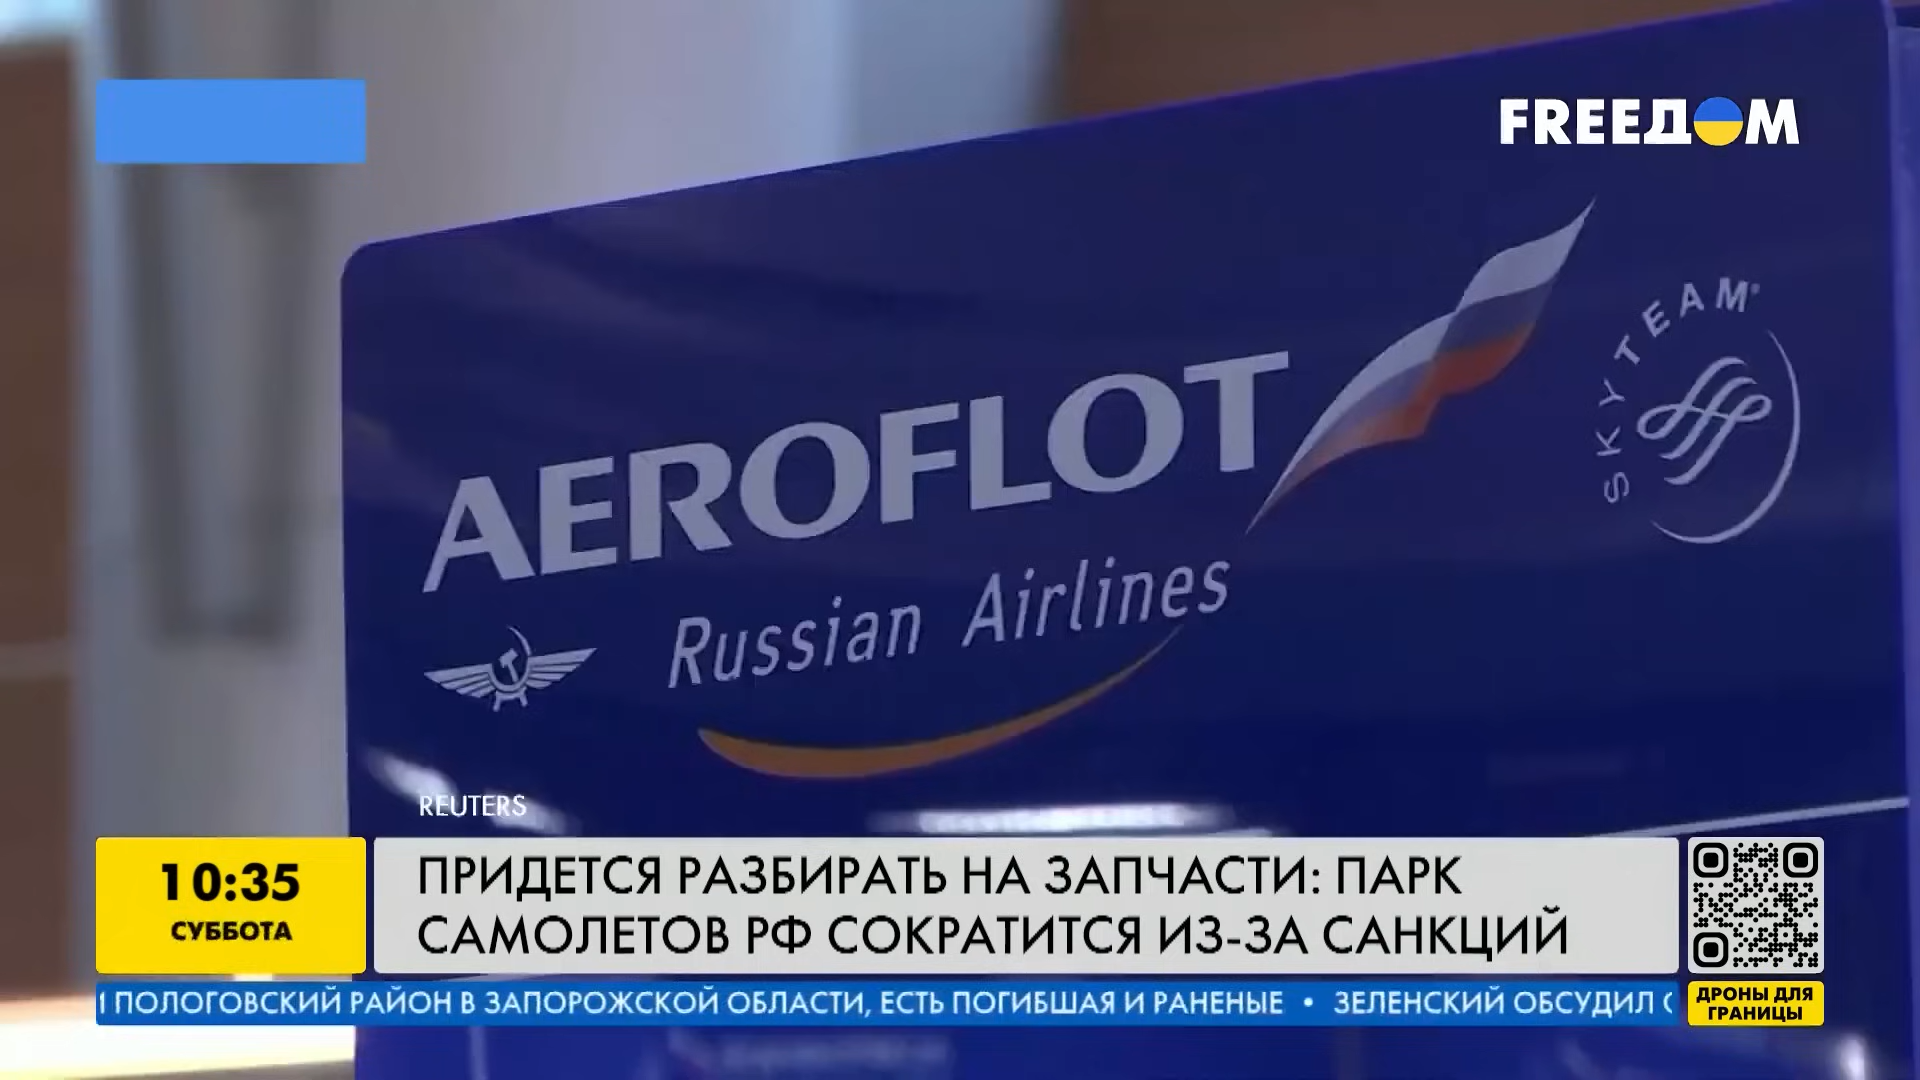 FREEДOM
SKYTEAM
AEROFLOT
Russian Airlines
REUTERS
10:35
СУББОТА
ПРИДЕТСЯ РАЗБИРАТЬ НА ЗАПЧАСТИ: ПАРК
САМОЛЕТОВ РФ СОКРАТИТСЯ ИЗ-ЗА САНКЦИЙ
ПОЛОГОВСКИЙ РАЙОН В ЗАПОРОЖСКОЙ ОБЛАСТИ, ЕСТЬ ПОГИБШАЯ И РАНЕНЫЕ • ЗЕЛЕНСКИЙ ОБСУДИЛ
ДРОНЫ ДЛЯ
ГРАНИЦЫ